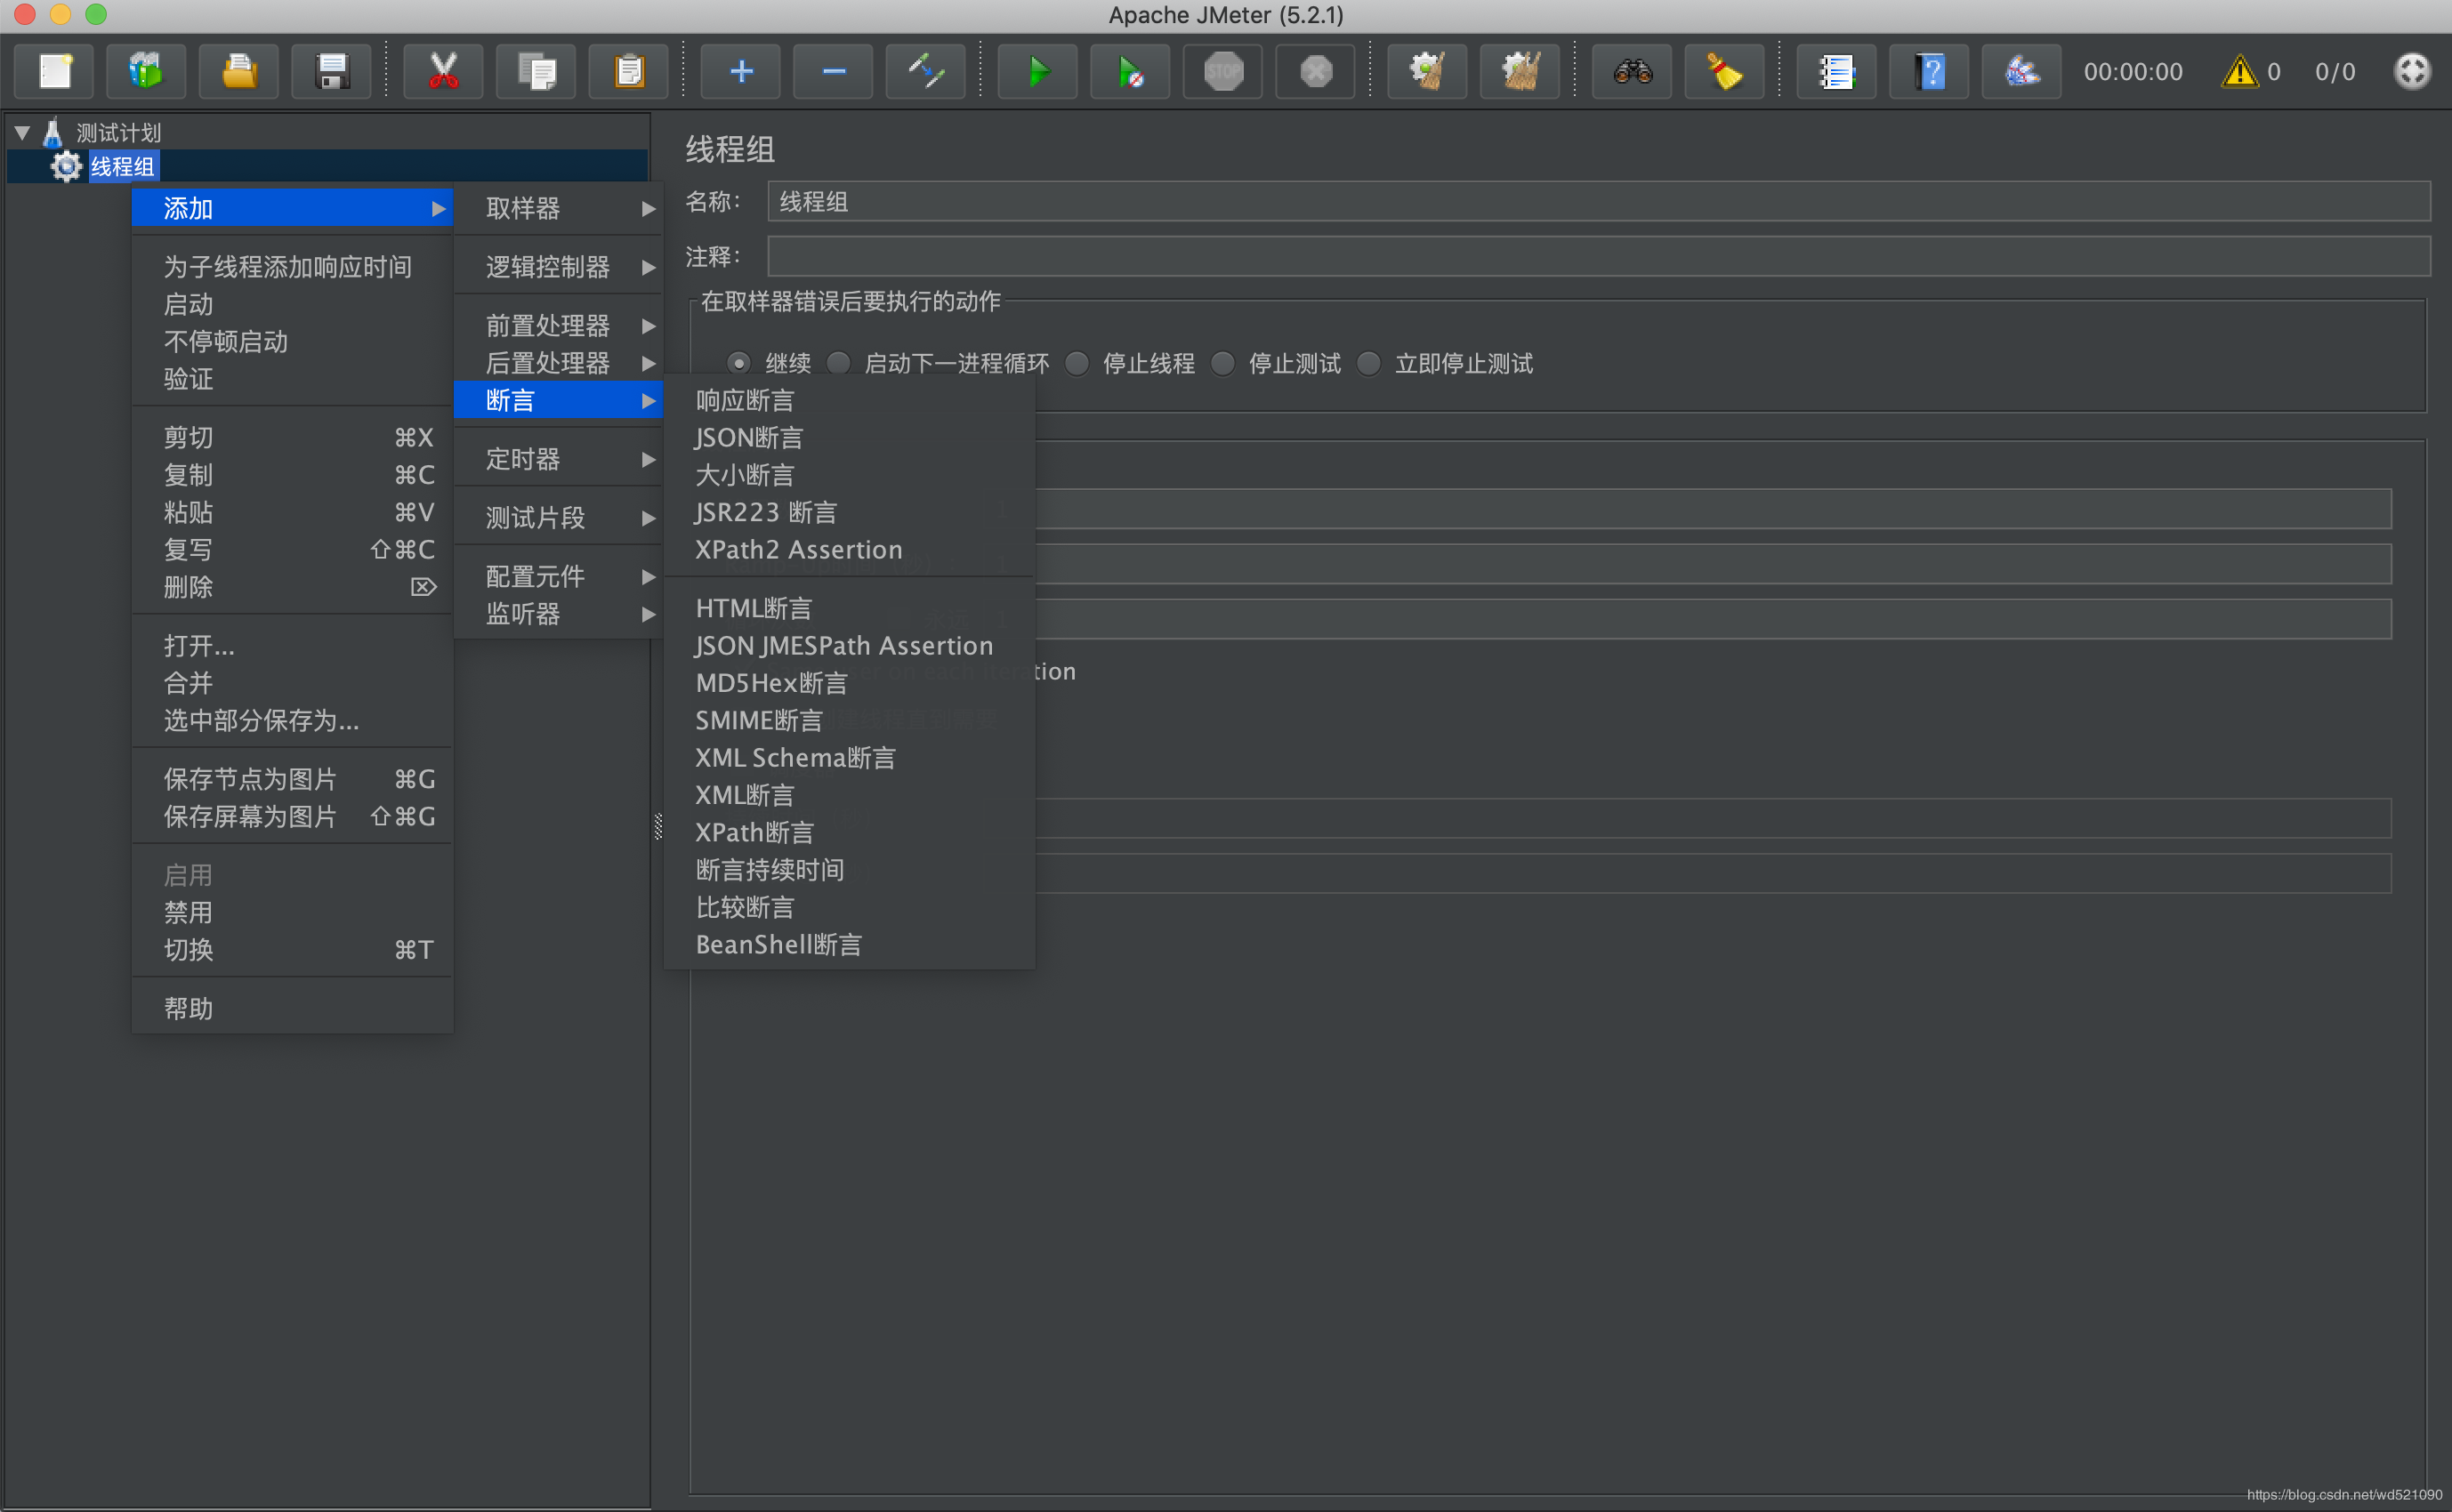 Apache JMeter (5.2.1)
STOP
00:00:00
0
0/0
测试计划
线程组
添加
为子线程添加响应时间
启动
不停顿启动
验证
剪切 ⌘X
复制 ⌘C
粘贴 ⌘V
复写 ⇧⌘C
删除 ⌦
打开...
合并
选中部分保存为...
保存节点为图片 ⌘G
保存屏幕为图片 ⇧⌘G
启用
禁用
切换 ⌘T
帮助
取样器
逻辑控制器
前置处理器
后置处理器
断言
定时器
测试片段
配置元件
监听器
响应断言
JSON断言
大小断言
JSR223 断言
XPath2 Assertion
HTML断言
JSON JMESPath Assertion
MD5Hex断言
SMIME断言
XML Schema断言
XML断言
XPath断言
断言持续时间
比较断言
BeanShell断言
线程组
名称： 线程组
注释：
在取样器错误后要执行的动作
继续 启动下一进程循环 停止线程 停止测试 立即停止测试
user on each iteration
https://blog.csdn.net/wd521090